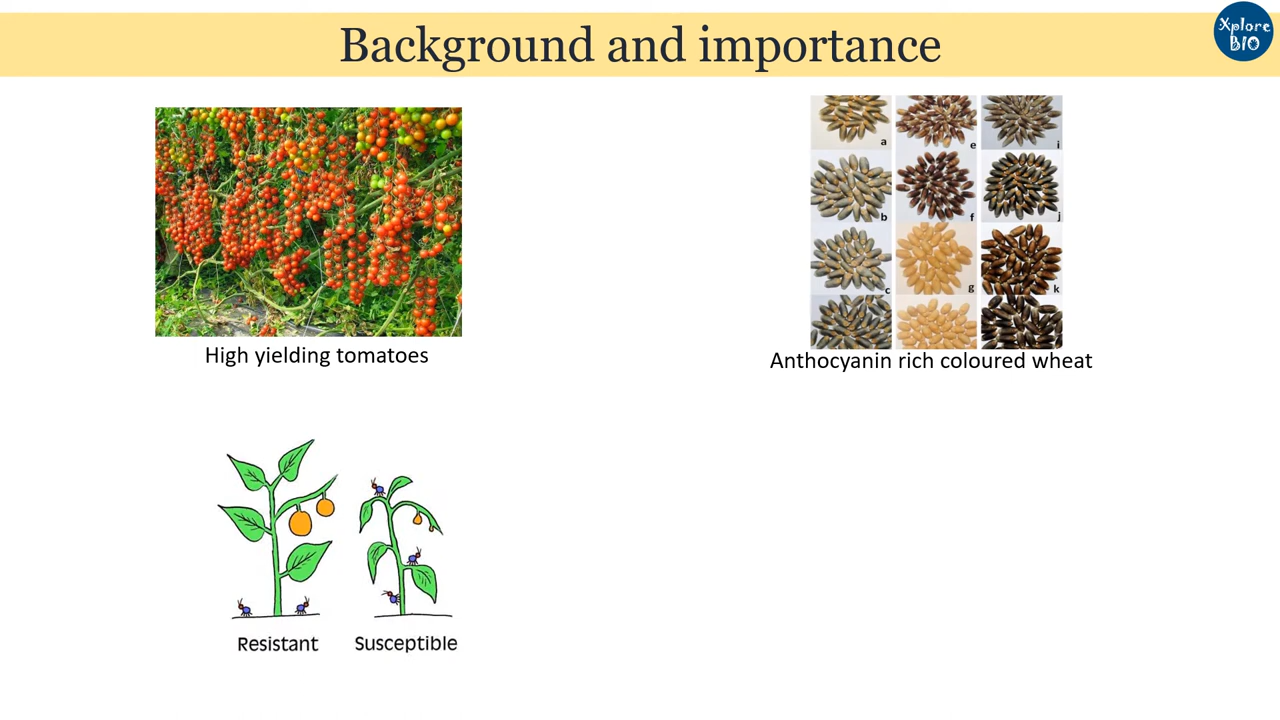 Background and importance
Xplore
BIO
a
e
i
b
f
j
c
g
k
High yielding tomatoes
Anthocyanin rich coloured wheat
Resistant
Susceptible